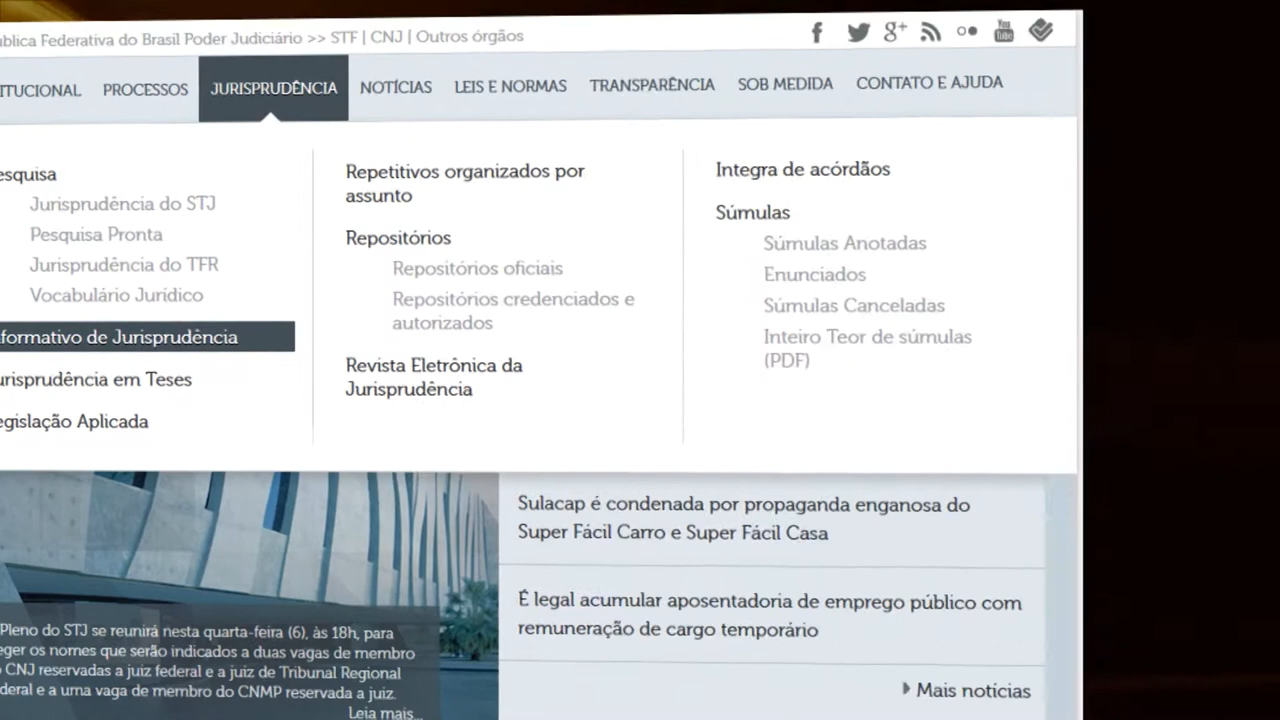 ública Federativa do Brasil Poder Judiciário >> STF | CNJ | Outros órgãos
ITUCIONAL PROCESSOS JURISPRUDÊNCIA NOTÍCIAS LEIS E NORMAS TRANSPARÊNCIA SOB MEDIDA CONTATO E AJUDA
esquisa
Jurisprudência do STJ
Pesquisa Pronta
Jurisprudência do TFR
Vocabulário Jurídico
nformativo de Jurisprudência
urisprudência em Teses
egislação Aplicada
Repetitivos organizados por
assunto
Repositórios
Repositórios oficiais
Repositórios credenciados e
autorizados
Revista Eletrônica da
Jurisprudência
Integra de acórdãos
Súmulas
Súmulas Anotadas
Enunciados
Súmulas Canceladas
Inteiro Teor de súmulas
(PDF)
Pleno do STJ se reunirá nesta quarta-feira (6), às 18h, para
eger os nomes que serão indicados a duas vagas de membro
o CNJ reservadas a juiz federal e a juiz de Tribunal Regional
deral e a uma vaga de membro do CNMP reservada a juiz.
Leia mais...
Sulacap é condenada por propaganda enganosa do
Super Fácil Carro e Super Fácil Casa
É legal acumular aposentadoria de emprego público com
remuneração de cargo temporário
Mais notícias